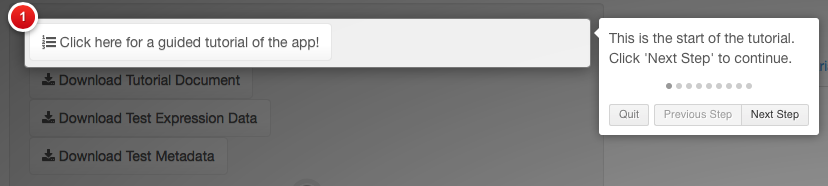 1
Click here for a guided tutorial of the app!
This is the start of the tutorial.
Click 'Next Step' to continue.
Quit
Previous Step
Next Step
Download Tutorial Document
Download Test Expression Data
Download Test Metadata